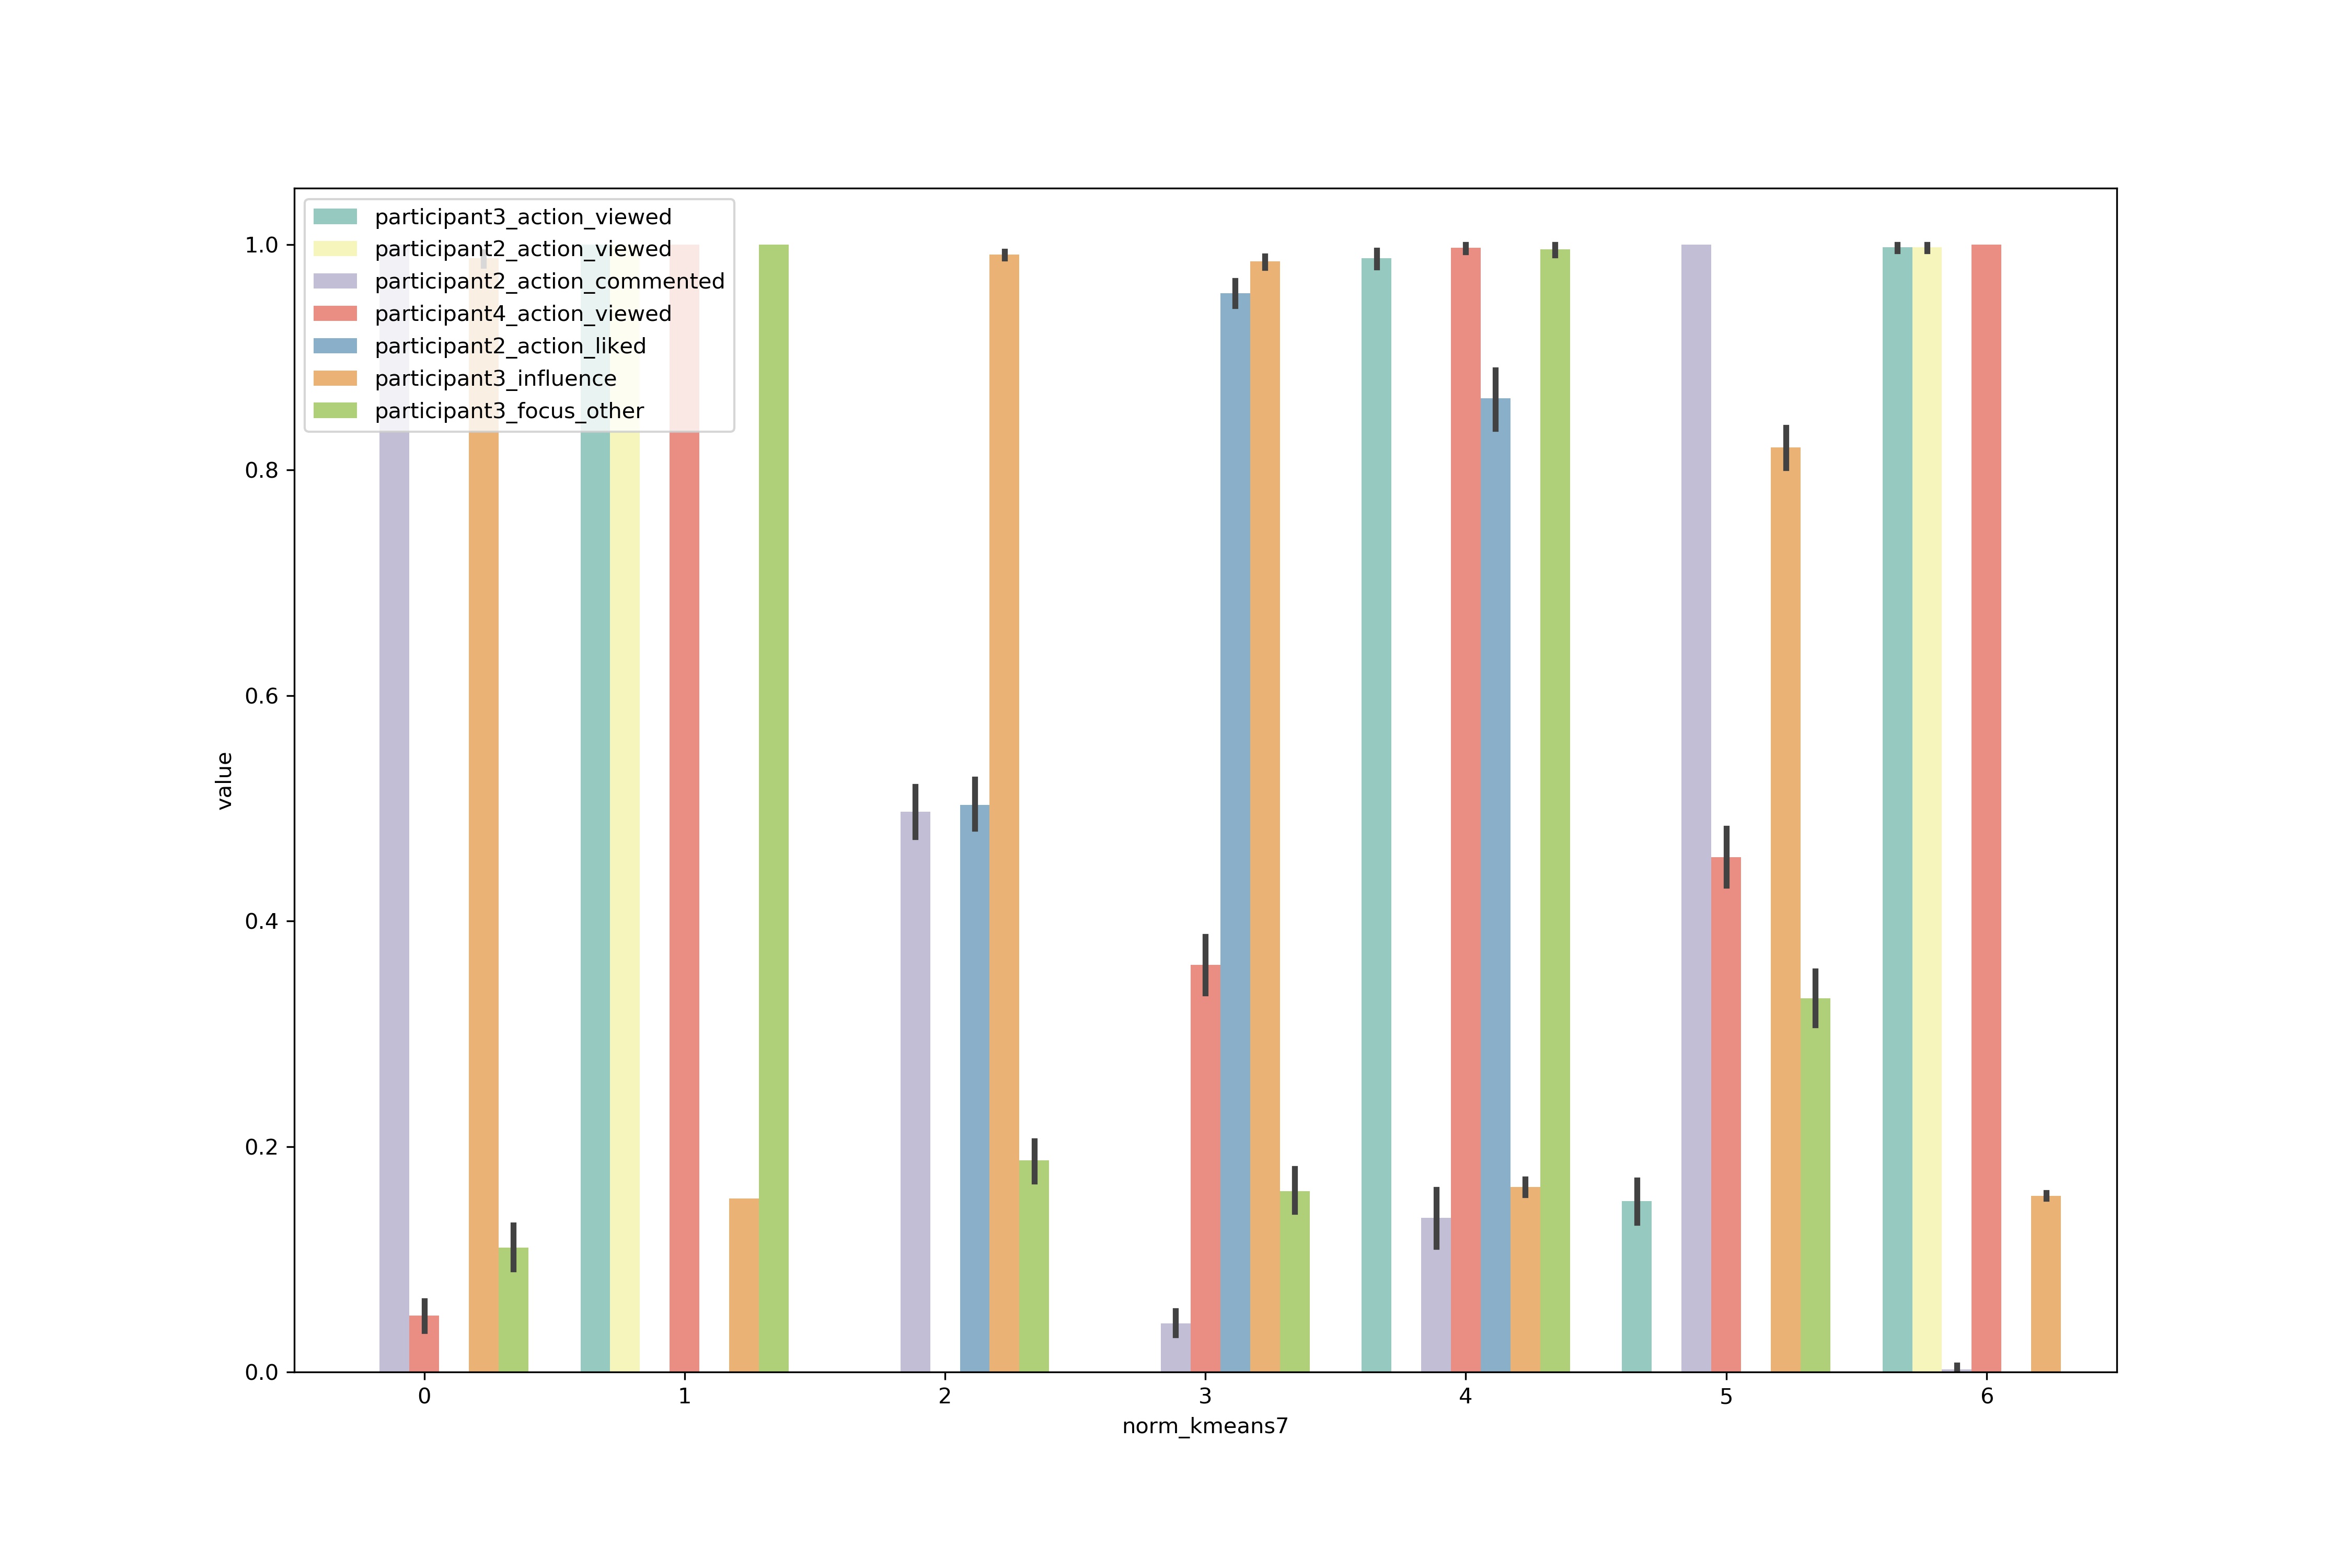 participant3_action_viewed
participant2_action_viewed
participant2_action_commented
participant4_action_viewed
participant2_action_liked
participant3_influence
participant3_focus_other
1.0
0.8
0.6
0.4
0.2
0.0
value
0 1 2 3 4 5 6
norm_kmeans7